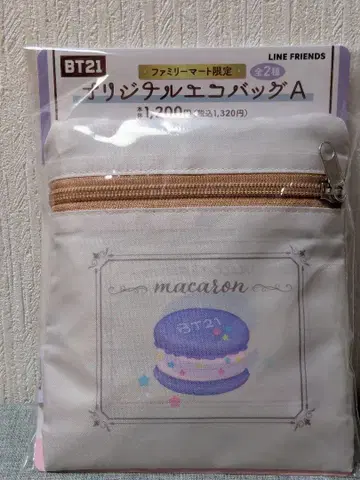 BT21
ファミリーマート限定
全2種
LINE FRIENDS
オリジナルエコバッグA
1,200円(税込1,320円)
macaron
BT21